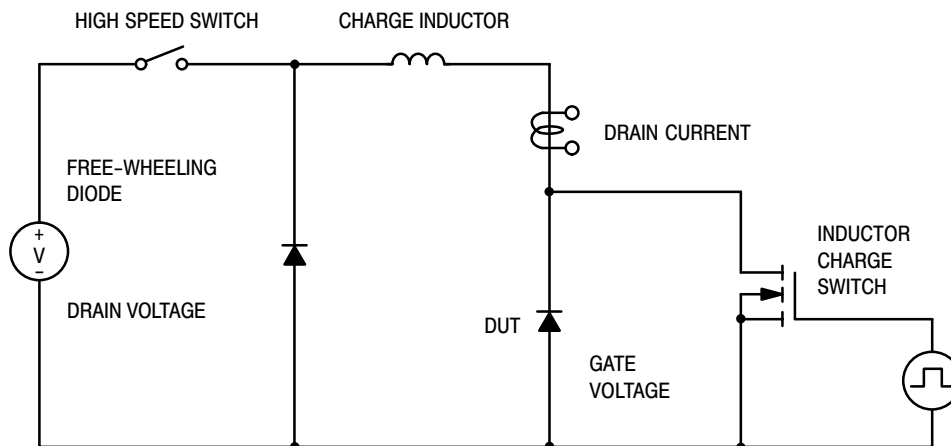 HIGH SPEED SWITCH
CHARGE INDUCTOR
DRAIN CURRENT
FREE-WHEELING
DIODE
+
V
−
DRAIN VOLTAGE
INDUCTOR
CHARGE
SWITCH
DUT
GATE
VOLTAGE